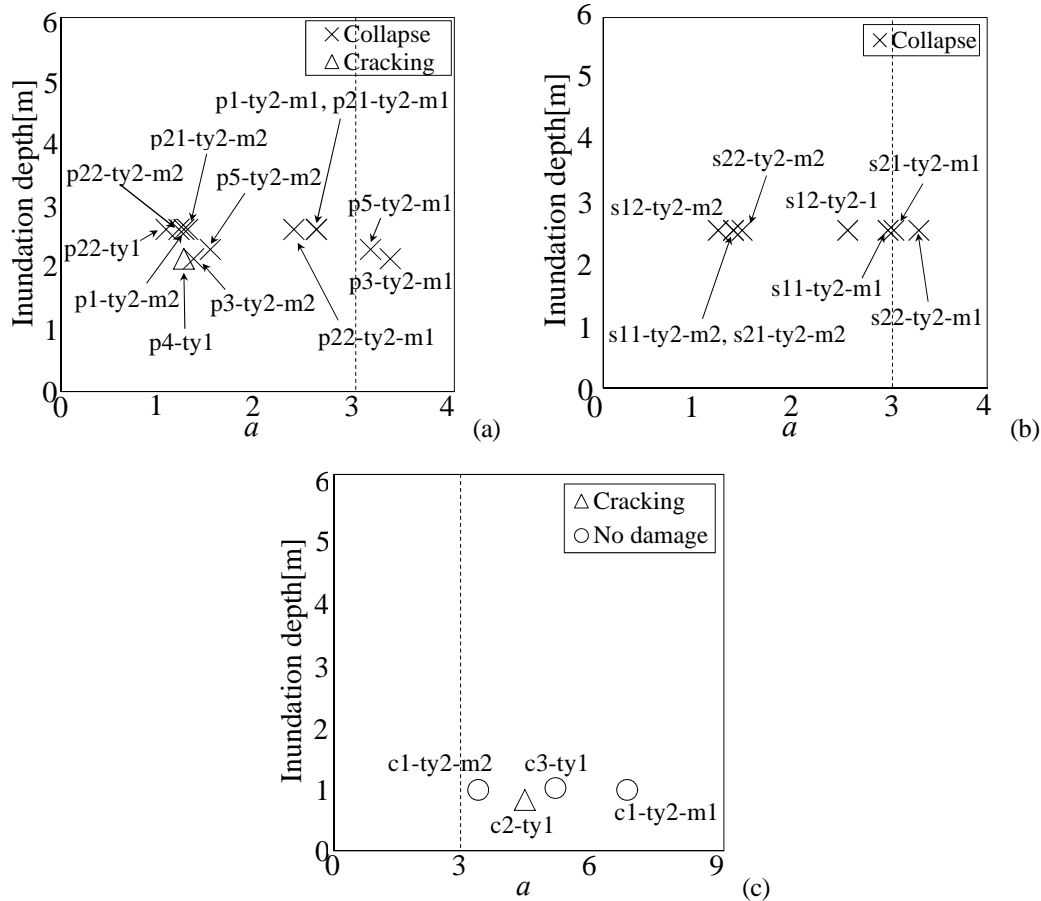 6
5
4
3
2
1
0
Inundation depth[m]
Collapse
Cracking
p1-ty2-m1, p21-ty2-m1
p21-ty2-m2
p22-ty2-m2
p5-ty2-m2
p5-ty2-m1
p22-ty1
p3-ty2-m1
p1-ty2-m2
p3-ty2-m2
p4-ty1
p22-ty2-m1
0
1
2
3
4
a
(a)
6
5
4
3
2
1
0
Inundation depth[m]
Collapse
s22-ty2-m2
s21-ty2-m1
s12-ty2-m2
s12-ty2-1
s11-ty2-m1
s22-ty2-m1
s11-ty2-m2, s21-ty2-m2
0
1
2
3
4
a
(b)
6
5
4
3
2
1
0
Inundation depth[m]
Cracking
No damage
c1-ty2-m2
c3-ty1
c2-ty1
c1-ty2-m1
0
3
6
9
a
(c)